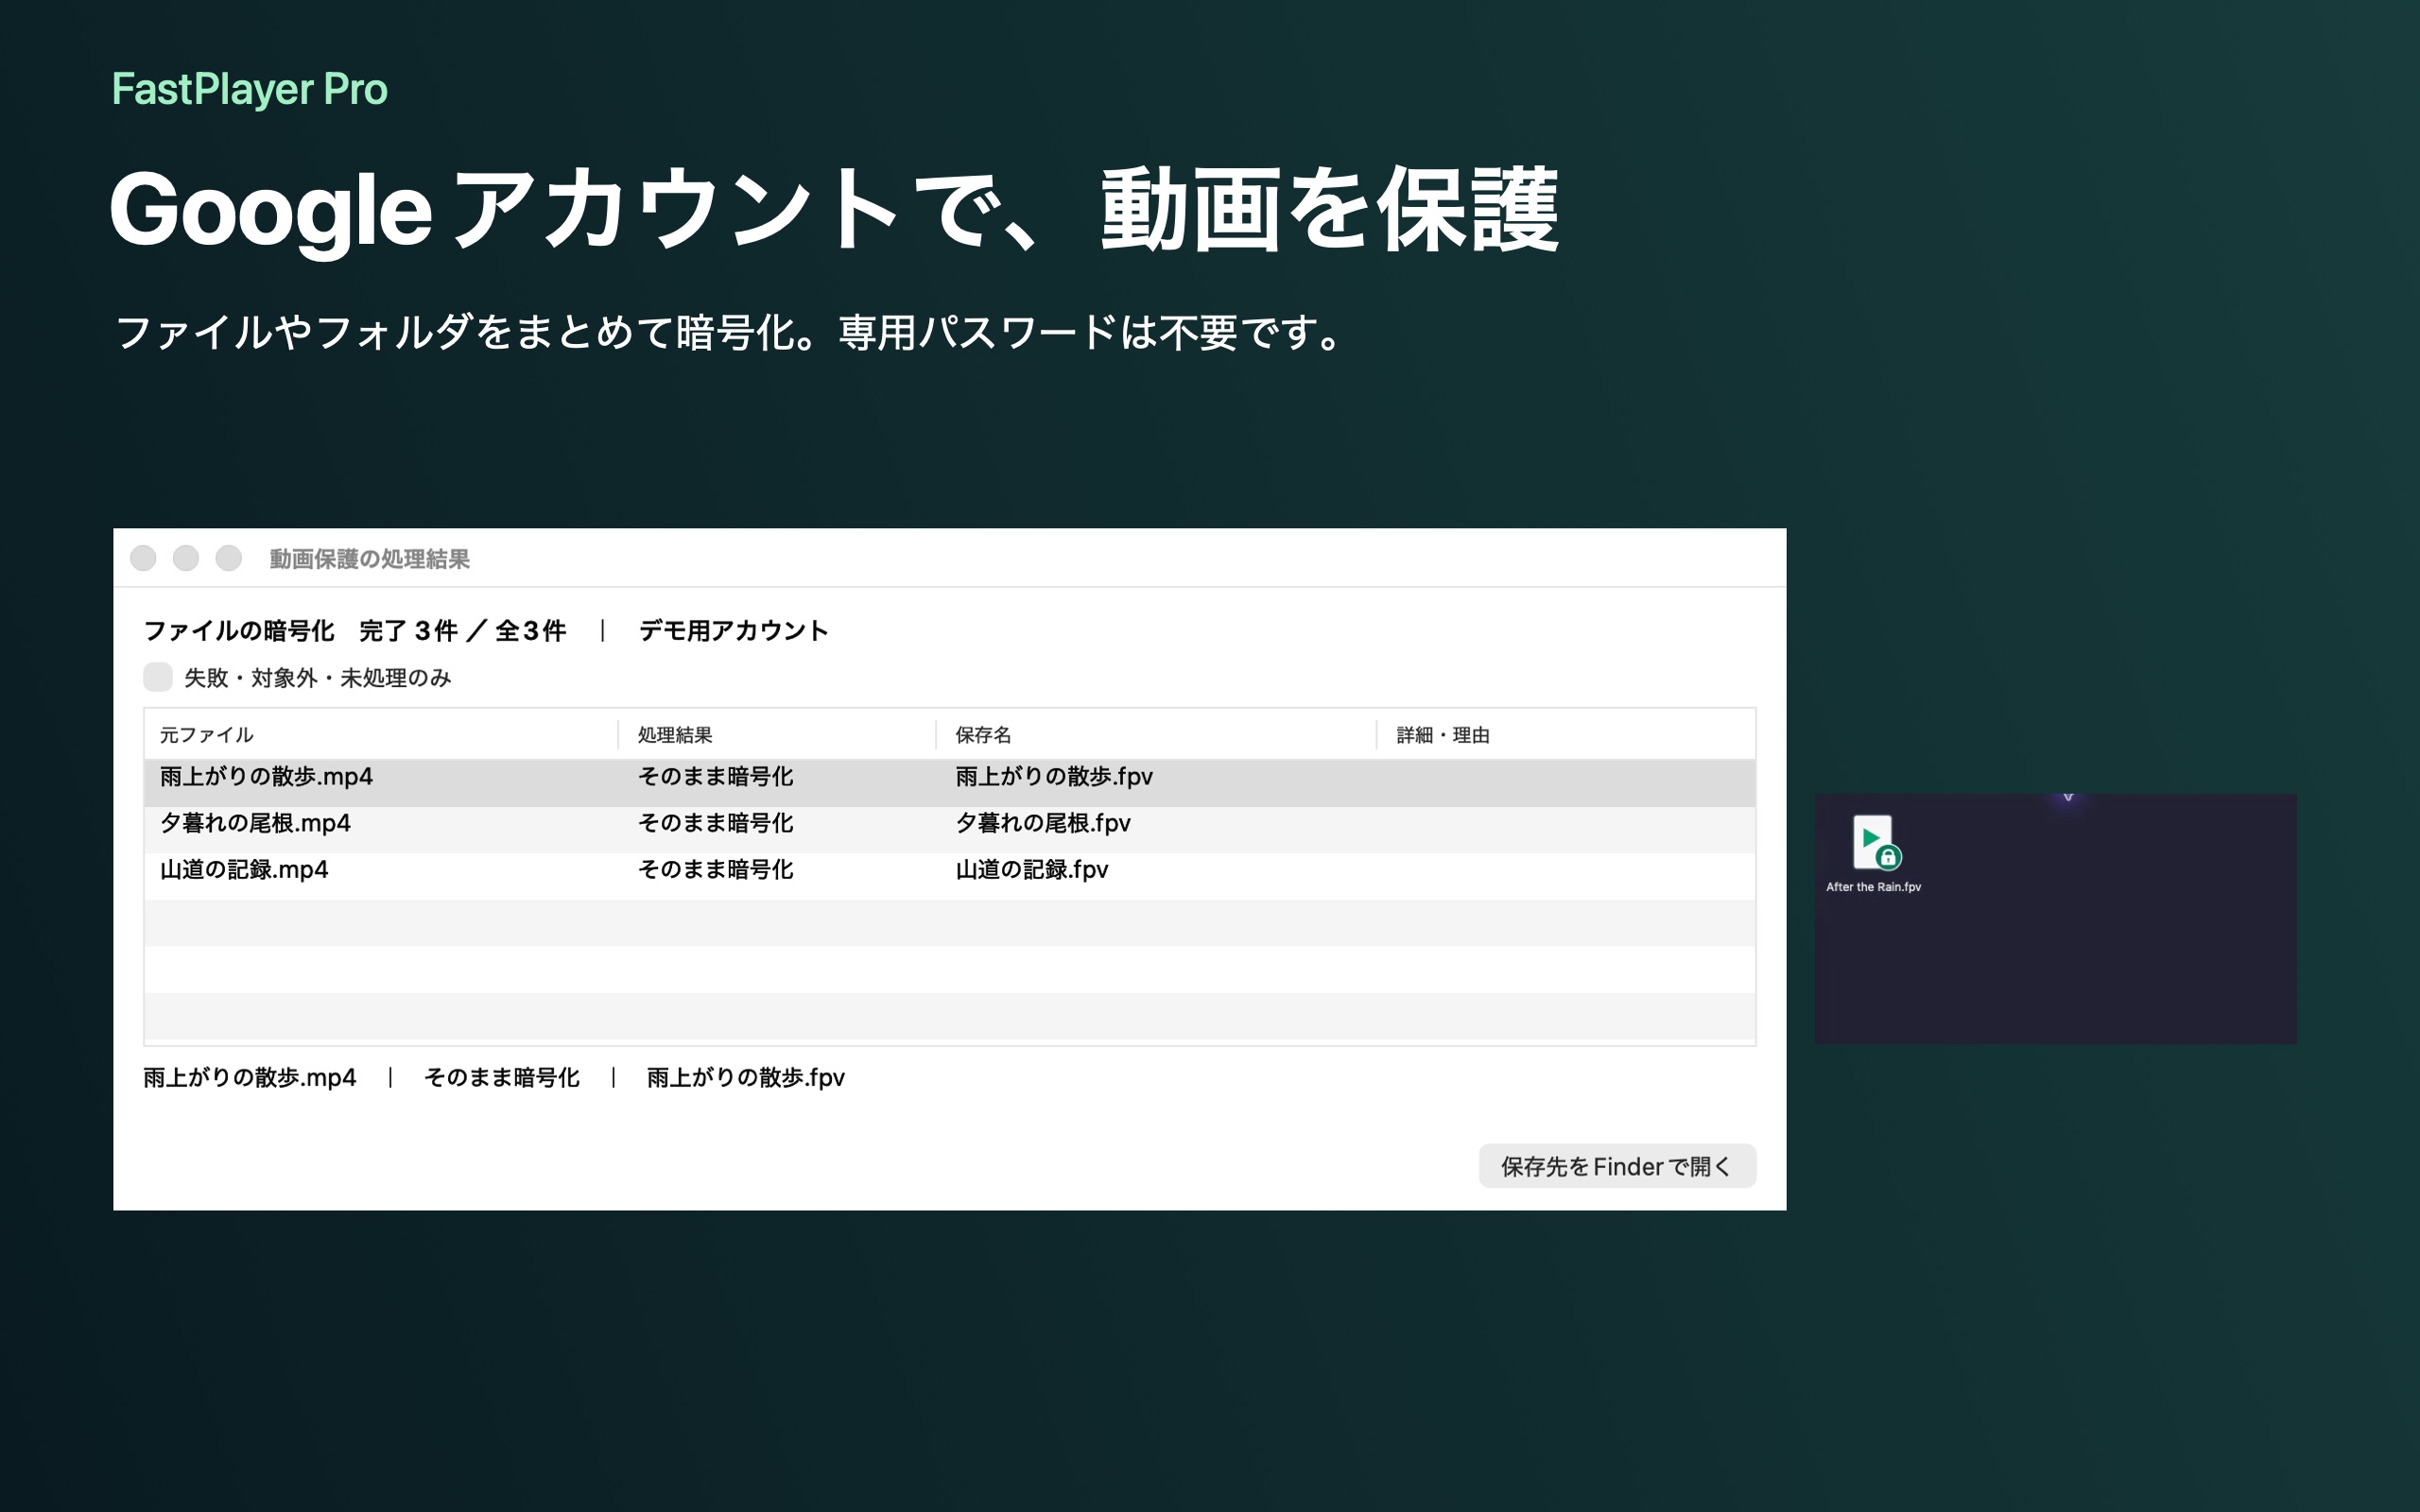 FastPlayer Pro
Google アカウントで、動画を保護
ファイルやフォルダをまとめて暗号化。専用パスワードは不要です。
動画保護の処理結果
ファイルの暗号化 完了 3件 ／ 全3件 ｜ デモ用アカウント
失敗・対象外・未処理のみ
元ファイル 処理結果 保存名 詳細・理由
雨上がりの散歩.mp4 そのまま暗号化 雨上がりの散歩.fpv
夕暮れの尾根.mp4 そのまま暗号化 夕暮れの尾根.fpv
山道の記録.mp4 そのまま暗号化 山道の記録.fpv
雨上がりの散歩.mp4 ｜ そのまま暗号化 ｜ 雨上がりの散歩.fpv
保存先をFinderで開く
After the Rain.fpv